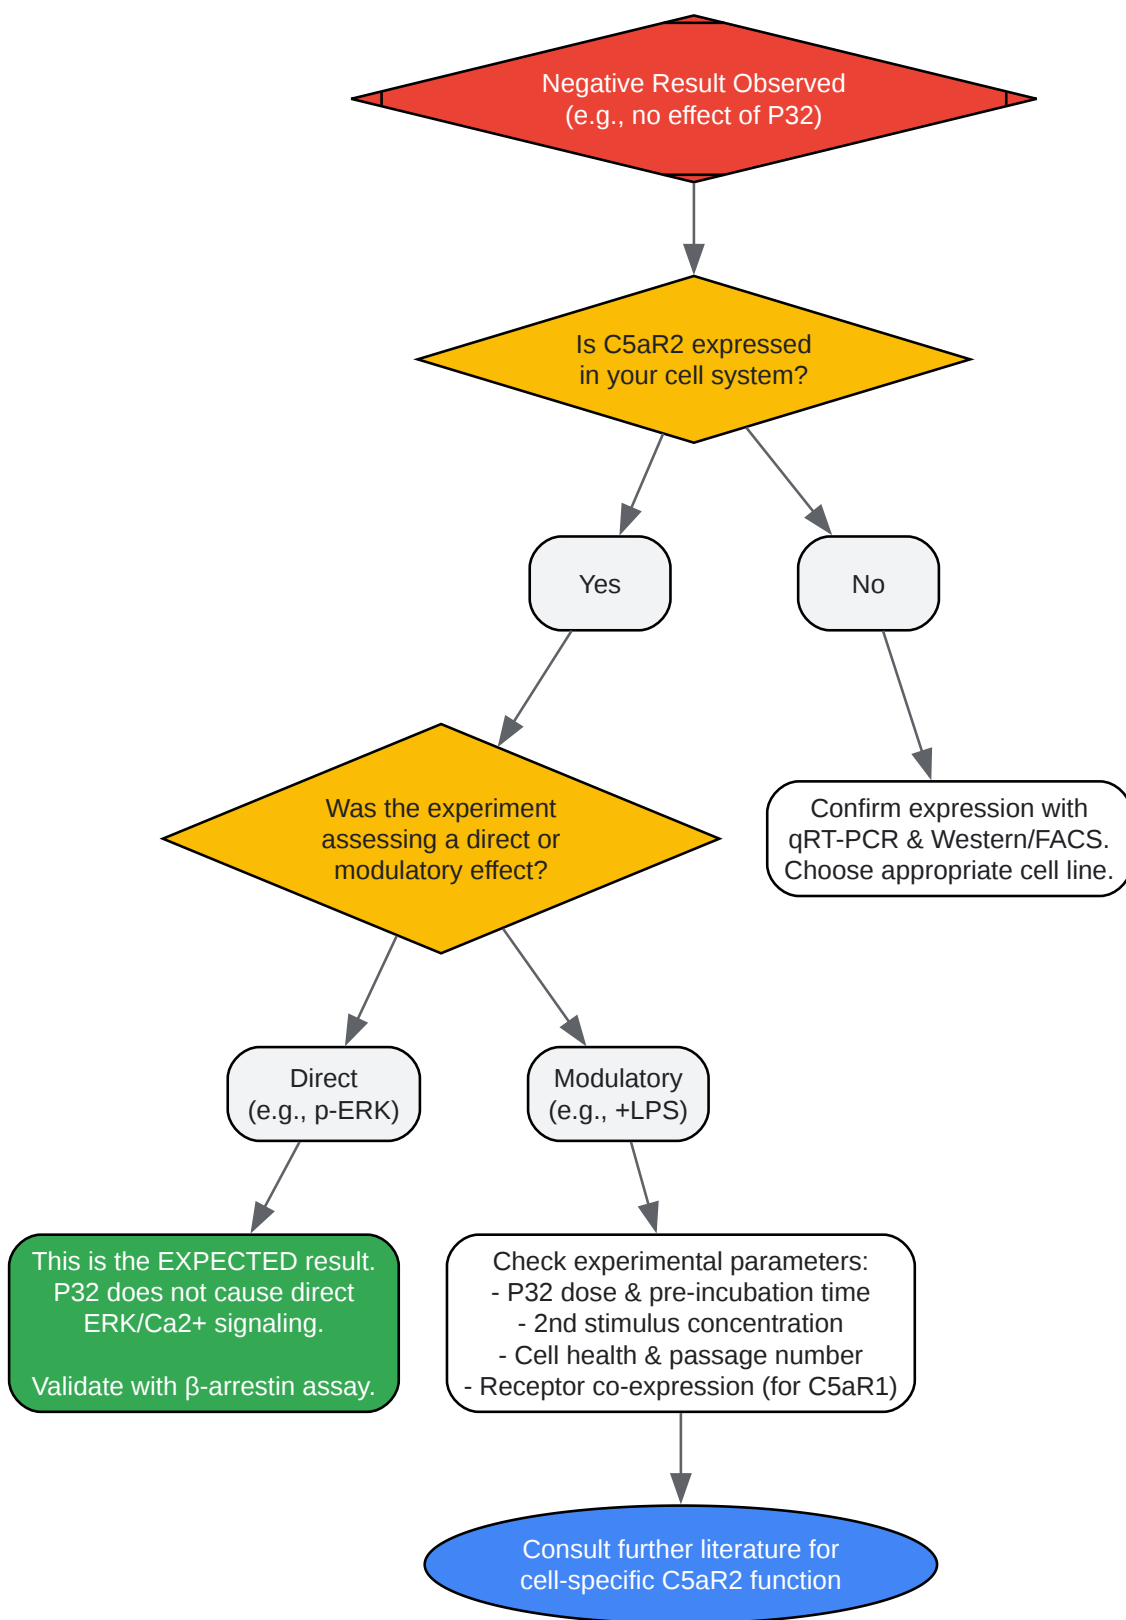 Negative Result Observed
(e.g., no effect of P32)
Is C5aR2 expressed
in your cell system?
Yes
No
Was the experiment
assessing a direct or
modulatory effect?
Confirm expression with
qRT-PCR & Western/FACS.
Choose appropriate cell line.
Direct
(e.g., p-ERK)
Modulatory
(e.g., +LPS)
This is the EXPECTED result.
P32 does not cause direct
ERK/Ca2+ signaling.
Validate with β-arrestin assay.
Check experimental parameters:
- P32 dose & pre-incubation time
- 2nd stimulus concentration
- Cell health & passage number
- Receptor co-expression (for C5aR1)
Consult further literature for
cell-specific C5aR2 function